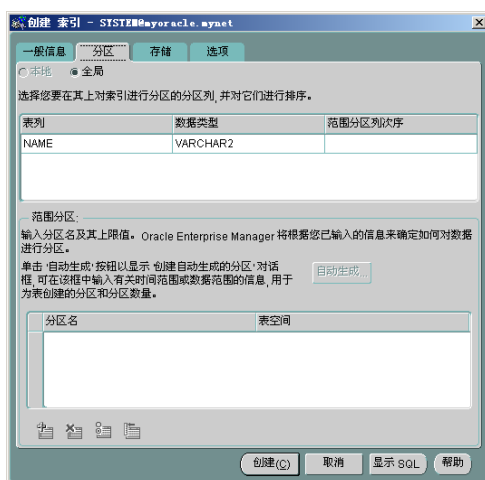 创建 索引 - SYSTEM@myoracle.mynet
一般信息 分区 存储 选项
本地 全局
选择您要在其上对索引进行分区的分区列,并对它们进行排序。
表列 数据类型 范围分区列次序
NAME VARCHAR2
范围分区:
输入分区名及其上限值。Oracle Enterprise Manager 将根据您已输入的信息来确定如何对数据
进行分区。
单击 '自动生成' 按钮以显示 '创建自动生成的分区' 对话
框,可在该框中输入有关时间范围或数据范围的信息,用于
为表创建的分区和分区数量。
自动生成...
分区名 表空间
创建(C) 取消 显示 SQL 帮助